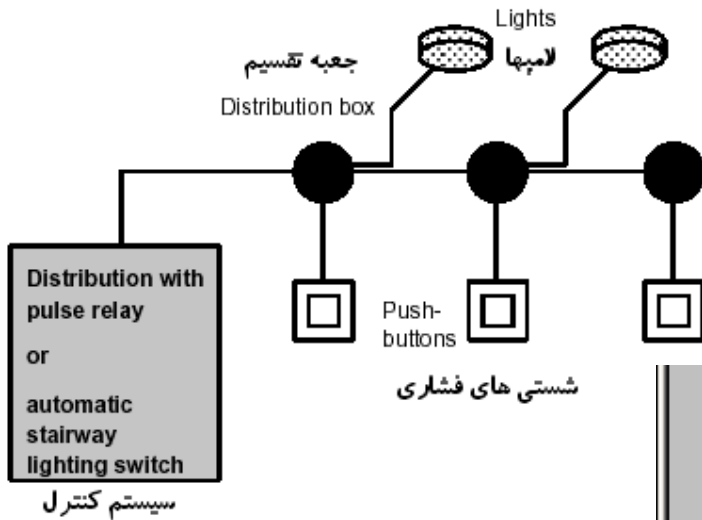 Lights
جعبه تقسیم
لامپها
Distribution box
Distribution with
pulse relay
or
automatic
stairway
lighting switch
Push-
buttons
شستی های فشاری
سیستم کنترل